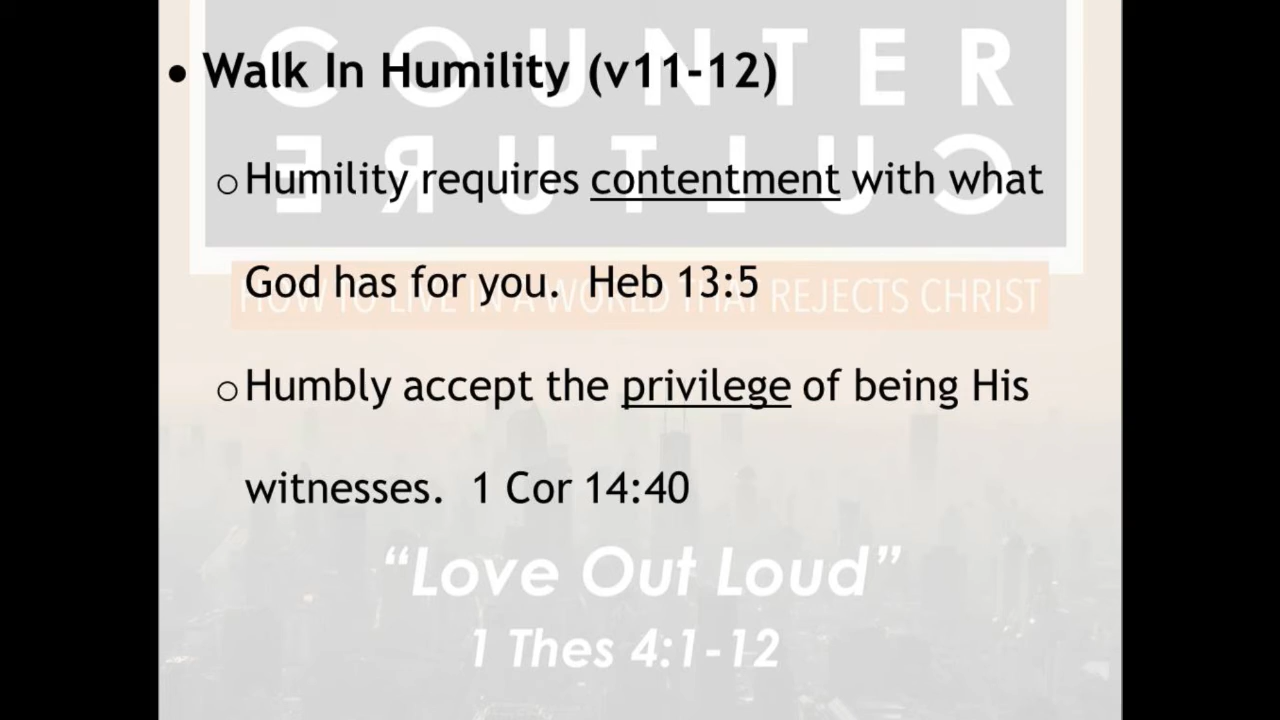 COUNTER
• Walk In Humility (v11-12)
CULTURE
○ Humility requires contentment with what
God has for you.  Heb 13:5
HOW TO LIVE IN A WORLD THAT REJECTS CHRIST
○ Humbly accept the privilege of being His
witnesses.  1 Cor 14:40
“Love Out Loud”
1 Thes 4:1-12